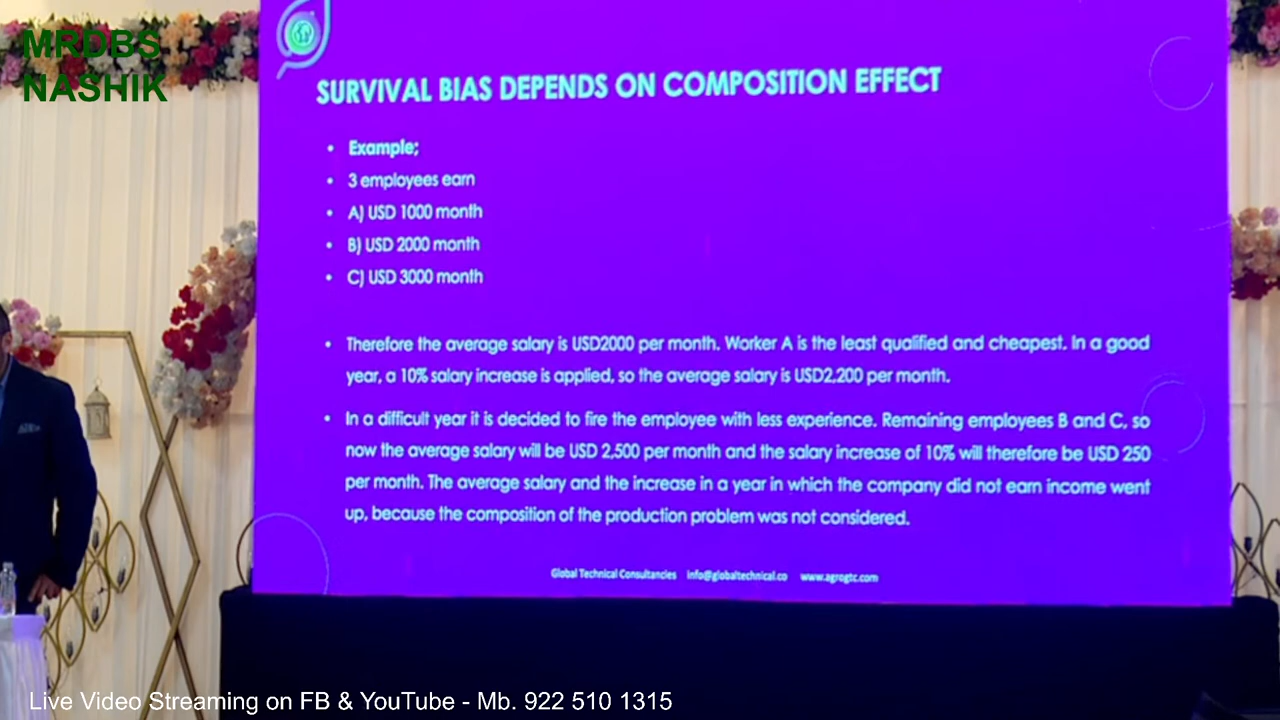 MRDBS
NASHIK
SURVIVAL BIAS DEPENDS ON COMPOSITION EFFECT
• Example;
• 3 employees earn
• A) USD 1000 month
• B) USD 2000 month
• C) USD 3000 month
• Therefore the average salary is USD2000 per month. Worker A is the least qualified and cheapest. In a good
year, a 10% salary increase is applied, so the average salary is USD2,200 per month.
• In a difficult year it is decided to fire the employee with less experience. Remaining employees B and C, so
now the average salary will be USD 2,500 per month and the salary increase of 10% will therefore be USD 250
per month. The average salary and the increase in a year in which the company did not earn income went
up, because the composition of the production problem was not considered.
Global Technical Consultancies info@globaltechnical.co www.agrogtc.com
Live Video Streaming on FB & YouTube - Mb. 922 510 1315